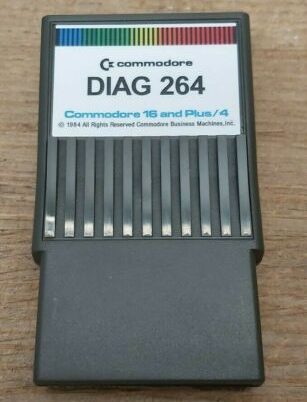 commodore
DIAG 264
Commodore 16 and Plus/4
© 1984 All Rights Reserved Commodore Business Machines,Inc.